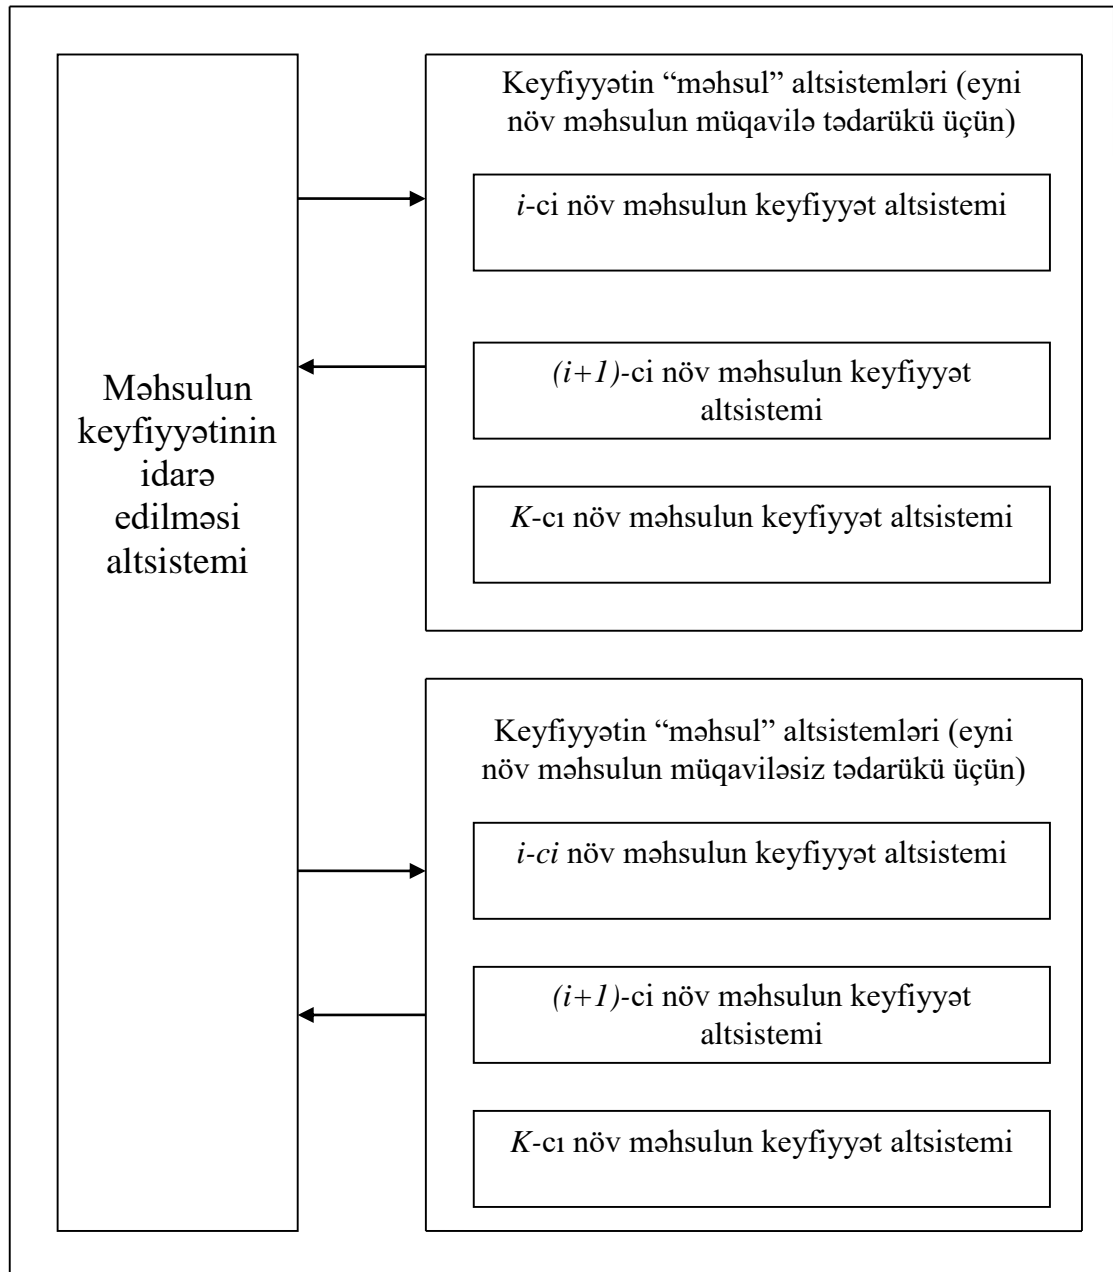 Məhsulun
keyfiyyətinin
idarə
edilməsi
altsistemi
Keyfiyyətin “məhsul” altsistemləri (eyni
növ məhsulun müqavilə tədarükü üçün)
i-ci növ məhsulun keyfiyyət altsistemi
(i+1)-ci növ məhsulun keyfiyyət
altsistemi
K-cı növ məhsulun keyfiyyət altsistemi
Keyfiyyətin “məhsul” altsistemləri (eyni
növ məhsulun müqaviləsiz tədarükü üçün)
i-ci növ məhsulun keyfiyyət altsistemi
(i+1)-ci növ məhsulun keyfiyyət
altsistemi
K-cı növ məhsulun keyfiyyət altsistemi